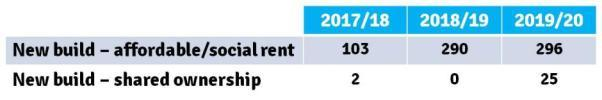 2017/18 2018/19 2019/20
New build – affordable/social rent 103 290 296
New build – shared ownership 2 0 25